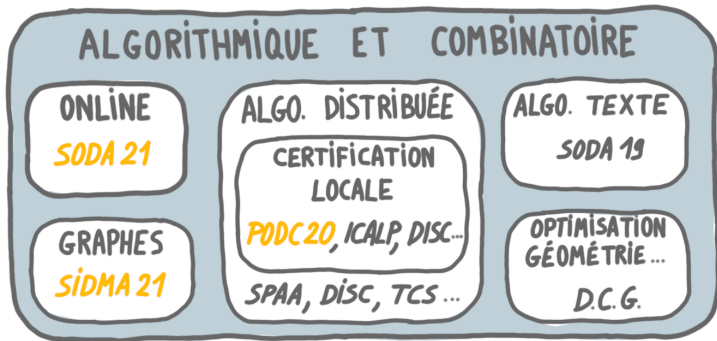 ALGORITHMIQUE ET COMBINATOIRE
ONLINE
SODA 21
GRAPHES
SIDMA 21
ALGO. DISTRIBUÉE
CERTIFICATION
LOCALE
PODC20, ICALP, DISC...
SPAA, DISC, TCS ...
ALGO. TEXTE
SODA 19
OPTIMISATION
GÉOMÉTRIE ...
D.C.G.